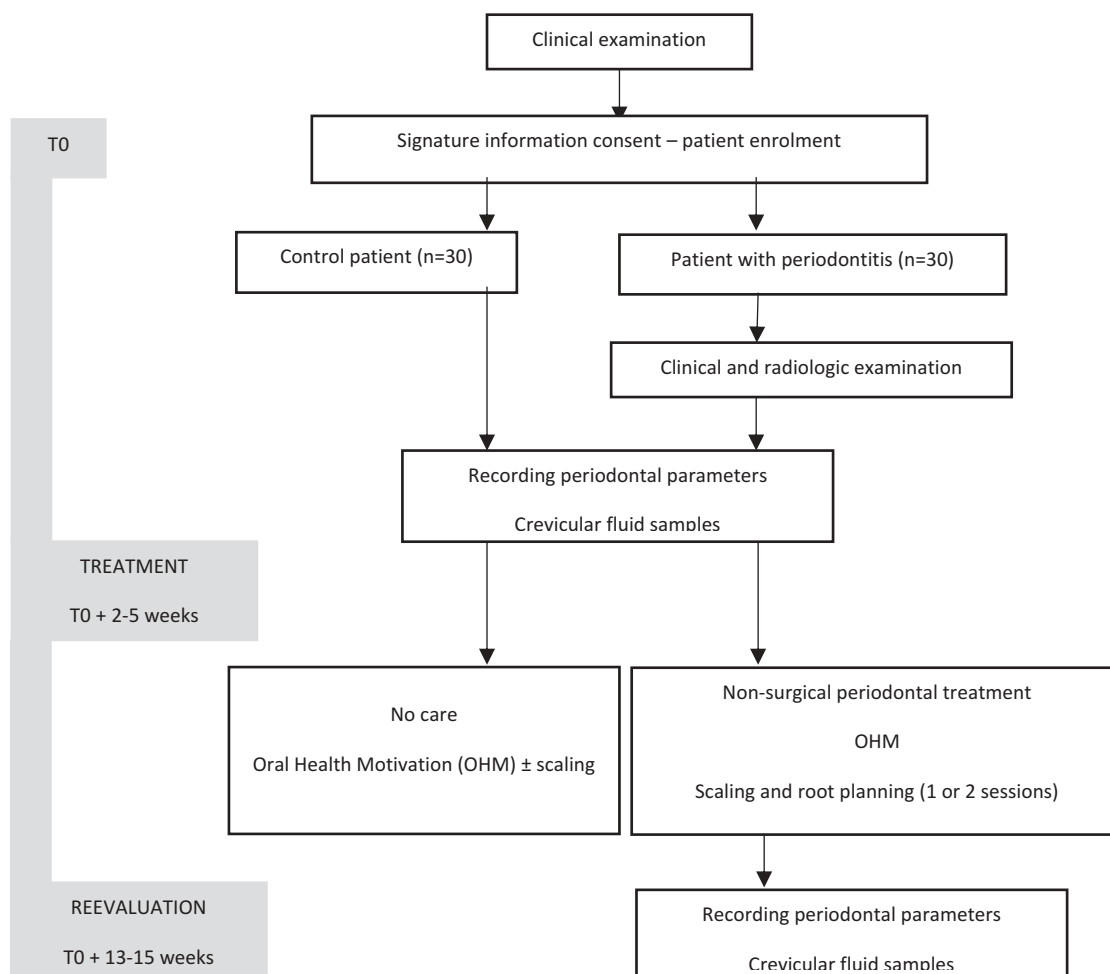 Clinical examination
T0
Signature information consent – patient enrolment
Control patient (n=30)
Patient with periodontitis (n=30)
Clinical and radiologic examination
Recording periodontal parameters
Crevicular fluid samples
TREATMENT
T0 + 2-5 weeks
No care
Oral Health Motivation (OHM) ± scaling
Non-surgical periodontal treatment
OHM
Scaling and root planning (1 or 2 sessions)
REEVALUATION
T0 + 13-15 weeks
Recording periodontal parameters
Crevicular fluid samples